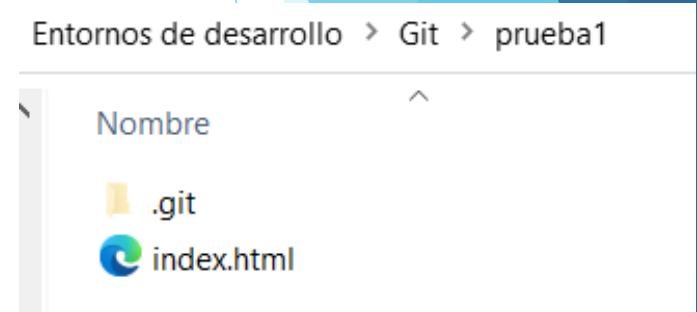 Entornos de desarrollo > Git > prueba1
Nombre
.git
index.html